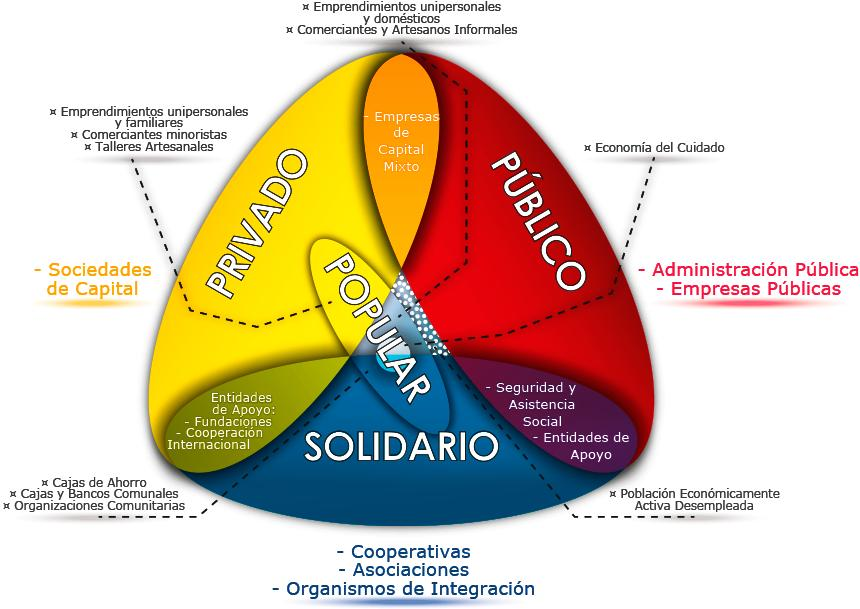 ¤ Emprendimientos unipersonales
y domésticos
¤ Comerciantes y Artesanos Informales
¤ Emprendimientos unipersonales
y familiares
¤ Comerciantes minoristas
¤ Talleres Artesanales
- Empresas
de
Capital
Mixto
¤ Economía del Cuidado
PRIVADO
PÚBLICO
- Sociedades
de Capital
- Administración Pública
- Empresas Públicas
POPULAR
Entidades
de Apoyo:
- Fundaciones
- Cooperación
Internacional
- Seguridad y
Asistencia
Social
- Entidades de
Apoyo
SOLIDARIO
¤ Cajas de Ahorro
¤ Cajas y Bancos Comunales
¤ Organizaciones Comunitarias
¤ Población Económicamente
Activa Desempleada
- Cooperativas
- Asociaciones
- Organismos de Integración